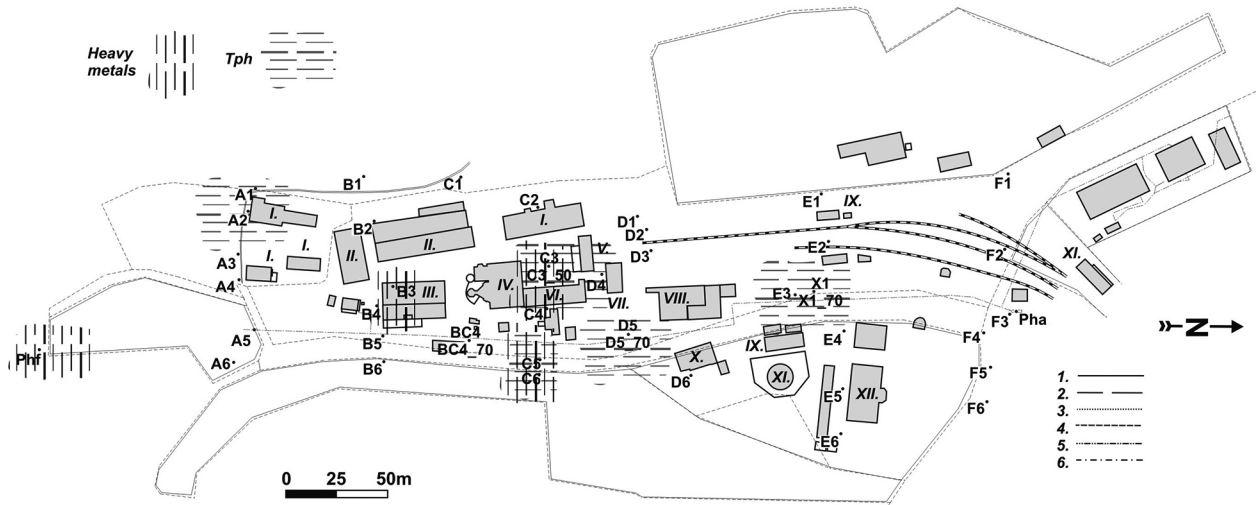 Heavy
metals
Tph
A1
B1
C1
A2
I.
I.
B2
C2
I.
II.
II.
D1
D2
D3
E1
IX.
F1
E2
F2
XI.
A3
I.
A4
V.
C3
C3_50
D4
B3
III.
IV.
VI.
VII.
VIII.
E3
X1
X1_70
F3
Pha
B4
C4
BC4
BC4_70
D5
D5_70
A5
B5
Phf
A6
B6
C5
C6
X.
D6
IX.
E4
F4
XI.
XII.
E5
F5
F6
E6
N
1.
2.
3.
4.
5.
6.
0 25 50m